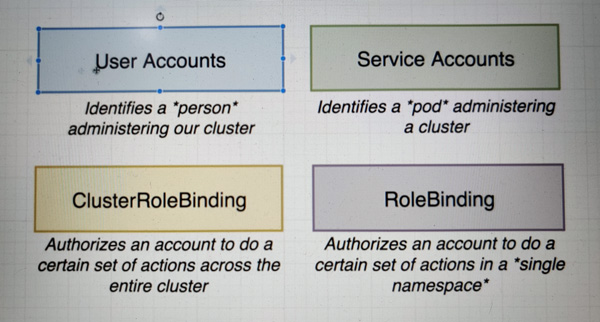 User Accounts
Identifies a *person*
administering our cluster
Service Accounts
Identifies a *pod* administering
a cluster
ClusterRoleBinding
Authorizes an account to do a
certain set of actions across the
entire cluster
RoleBinding
Authorizes an account to do a
certain set of actions in a *single
namespace*